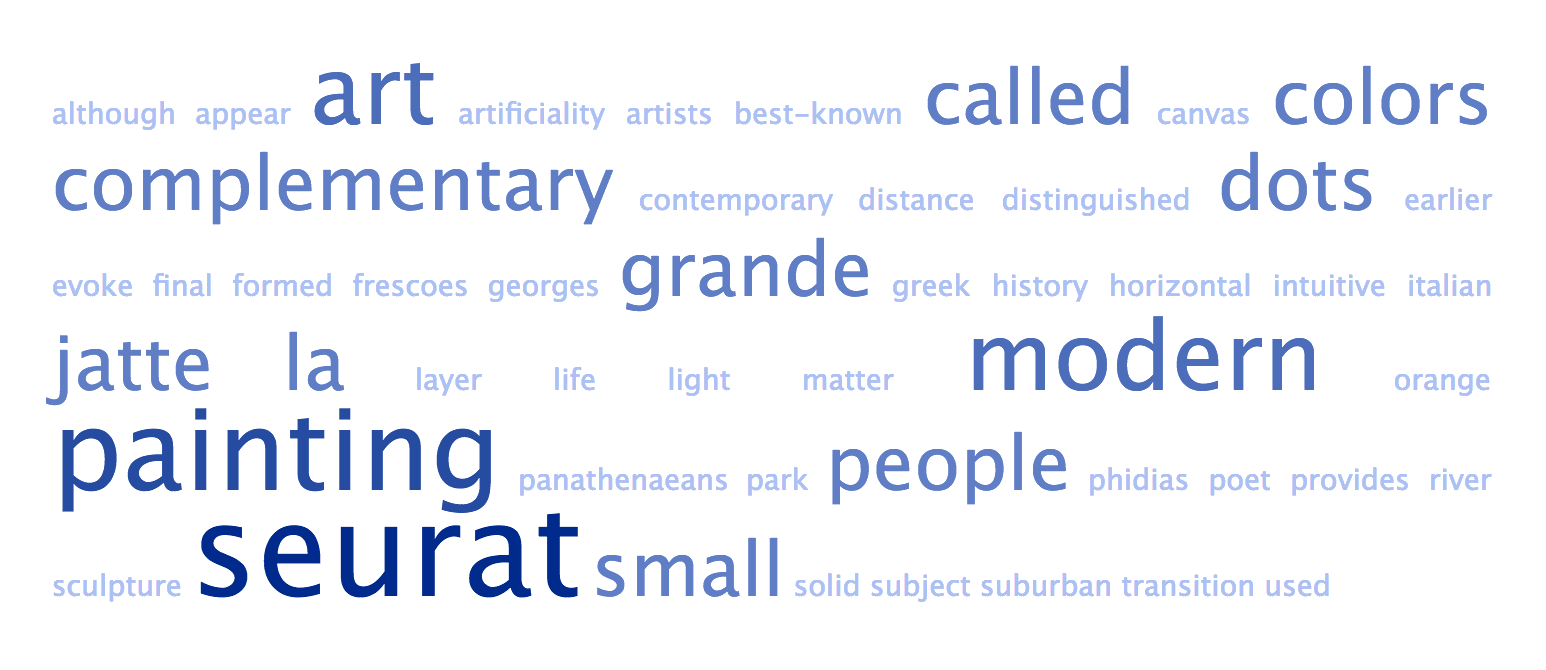 although appear art artificiality artists best-known called canvas colors
complementary contemporary distance distinguished dots earlier
evoke final formed frescoes georges grande greek history horizontal intuitive italian
jatte la layer life light matter modern orange
painting panathenaeans park people phidias poet provides river
sculpture seurat small solid subject suburban transition used